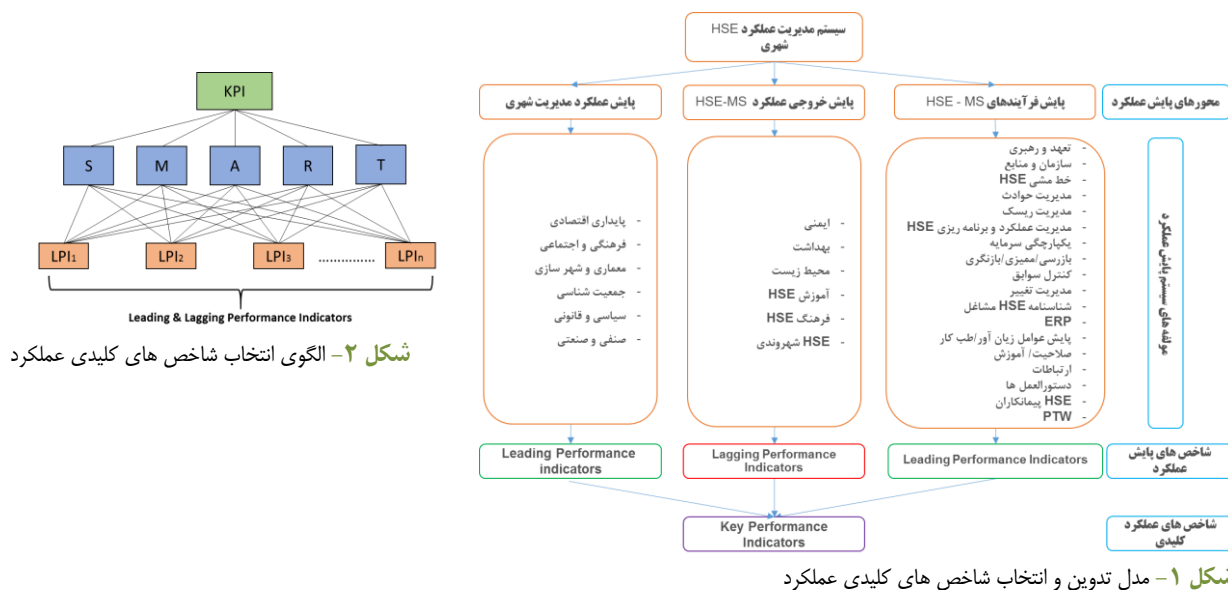 سیستم مدیریت عملکرد HSE
شهری
محورهای پایش عملکرد
پایش فرآیندهای HSE - MS
پایش خروجی عملکرد HSE-MS
پایش عملکرد مدیریت شهری
مولفه های سیستم پایش عملکرد
- تعهد و رهبری
- سازمان و منابع
- خط مشی HSE
- مدیریت حوادث
- مدیریت ریسک
- مدیریت عملکرد و برنامه ریزی HSE
- یکپارچگی سرمایه
- بازرسی/ممیزی/بازنگری
- کنترل سوابق
- مدیریت تغییر
- شناسنامه HSE مشاغل
- ERP
- پایش عوامل زیان آور/طب کار
- صلاحیت/ آموزش
- ارتباطات
- دستورالعمل ها
- HSE پیمانکاران
- PTW
- ایمنی
- بهداشت
- محیط زیست
- آموزش HSE
- فرهنگ HSE
- HSE شهروندی
- پایداری اقتصادی
- فرهنگی و اجتماعی
- معماری و شهر سازی
- جمعیت شناسی
- سیاسی و قانونی
- صنفی و صنعتی
شاخص های پایش
عملکرد
Leading Performance Indicators
Lagging Performance
Indicators
Leading Performance
indicators
شاخص های عملکرد
کلیدی
Key Performance
Indicators
شکل ۱- مدل تدوین و انتخاب شاخص های کلیدی عملکرد
KPI
S M A R T
LPI1 LPI2 LPI3 ............... LPIn
Leading & Lagging Performance Indicators
شکل ۲- الگوی انتخاب شاخص های کلیدی عملکرد